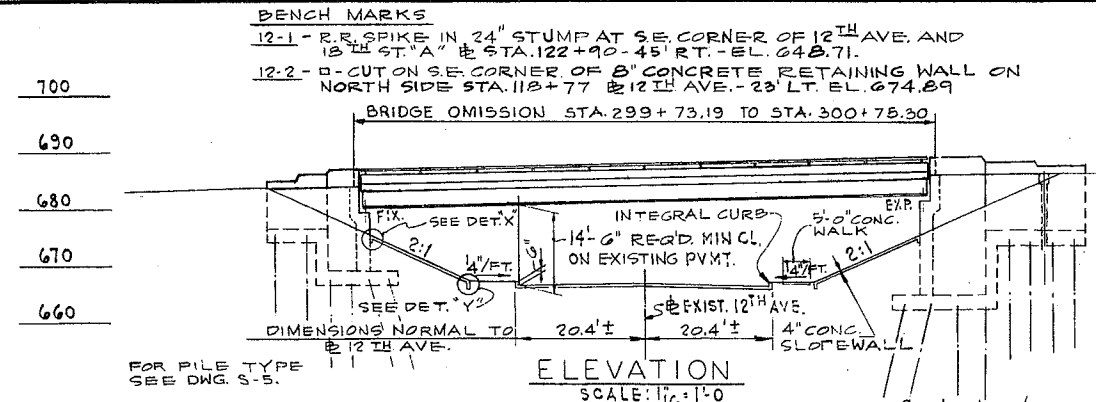 BENCH MARKS
12-1 - R.R. SPIKE IN 24" STUMP AT S.E. CORNER OF 12TH AVE. AND
18TH ST. "A" ℄ STA. 122+90 - 45' RT. - EL. 648.71.
12-2 - □ - CUT ON S.E. CORNER OF 8" CONCRETE RETAINING WALL ON
NORTH SIDE STA. 118+77 ℄ 12TH AVE. - 23' LT. EL. 674.89
700
BRIDGE OMISSION STA. 299+73.19 TO STA. 300+75.30
690
680
FIX.
SEE DET. "X"
INTEGRAL CURB
EXP.
5'-0" CONC.
WALK
14'-6" REQ'D. MIN CL.
ON EXISTING PVMT.
2:1
6"
2:1
670
1/4"/FT.
1/4"/FT.
SEE DET. "Y"
℄ EXIST. 12TH AVE.
660
DIMENSIONS NORMAL TO
℄ 12TH AVE.
20.4'±
20.4'±
4" CONC.
SLOPEWALL
FOR PILE TYPE
SEE DWG. S-5.
ELEVATION
SCALE: 1/16" = 1'-0